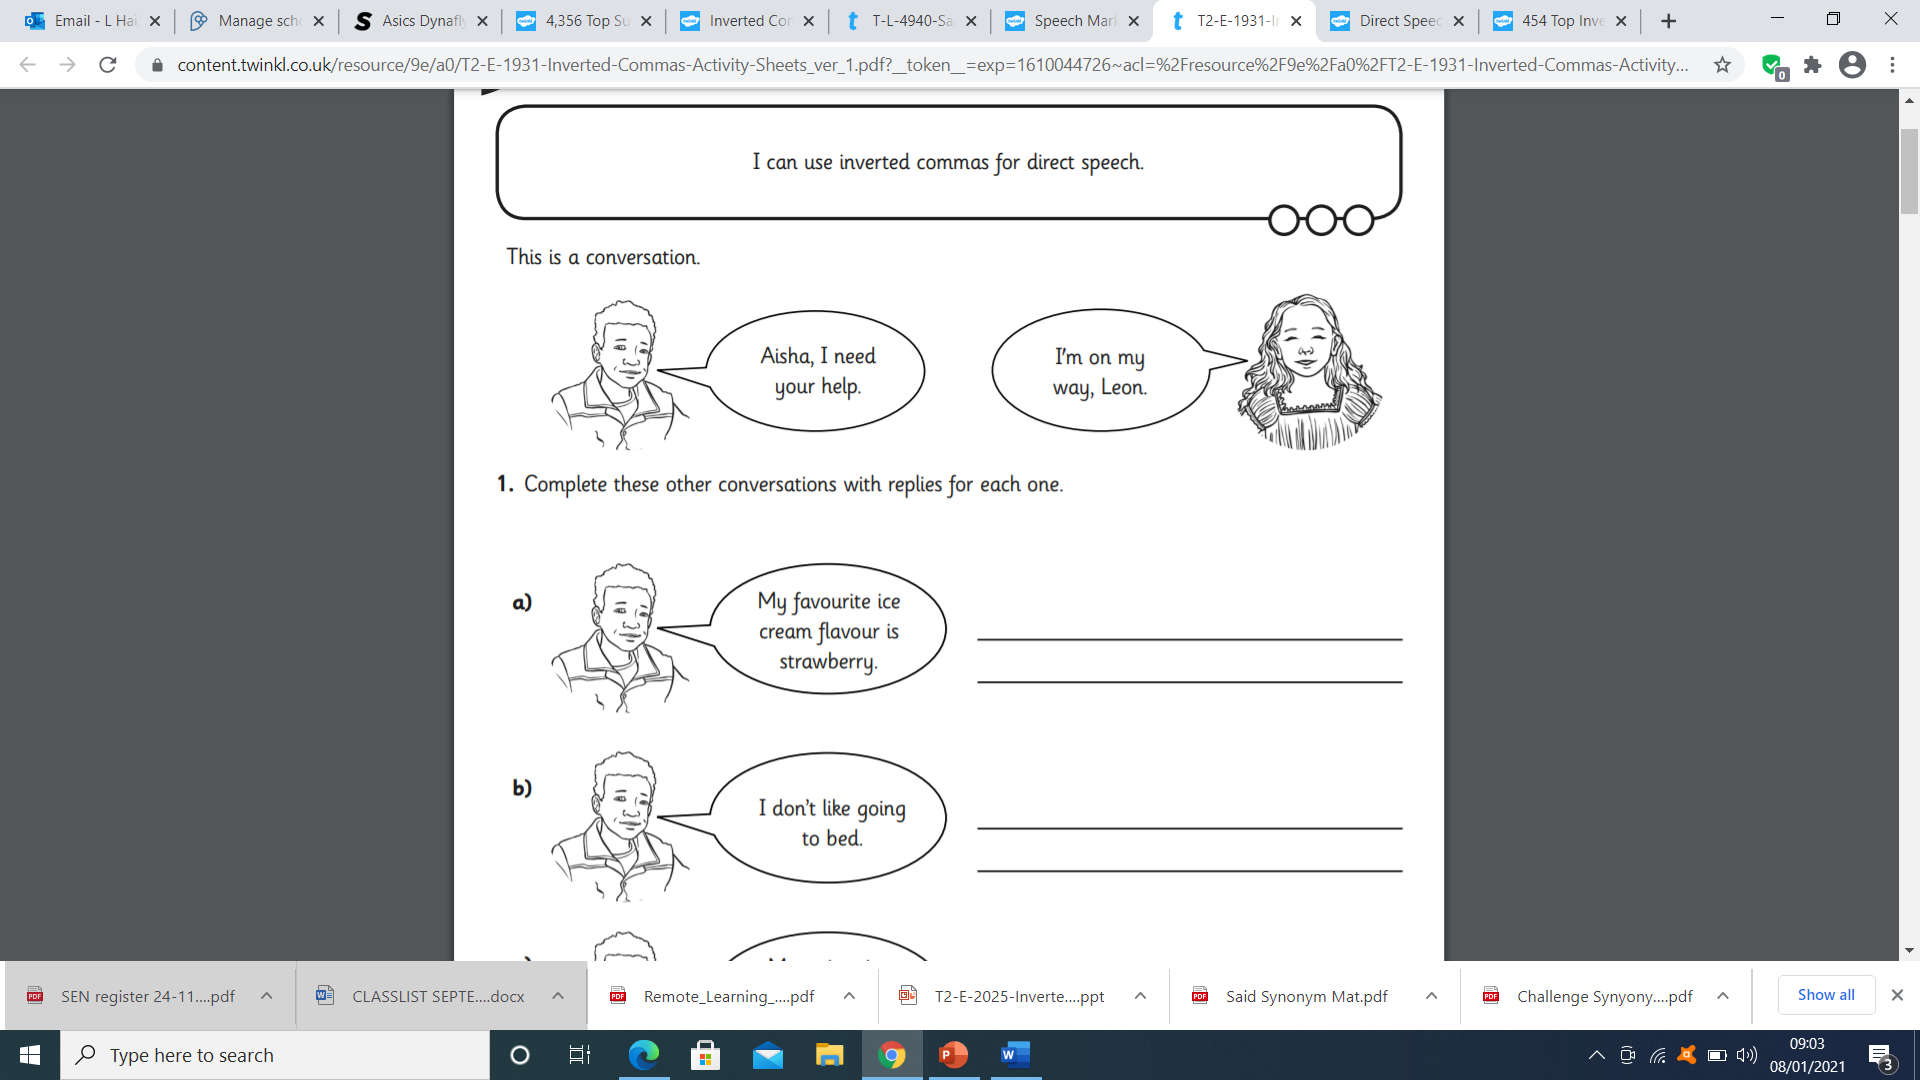 Email - L Hai
Manage scho
Asics Dynafly
4,356 Top Su
Inverted Con
T-L-4940-Sa
Speech Mark
T2-E-1931-I
Direct Speec
454 Top Inve
content.twinkl.co.uk/resource/9e/a0/T2-E-1931-Inverted-Commas-Activity-Sheets_ver_1.pdf?__token__=exp=1610044726~acl=%2Fresource%2F9e%2Fa0%2FT2-E-1931-Inverted-Commas-Activity...
0
I can use inverted commas for direct speech.
This is a conversation.
Aisha, I need
your help.
I'm on my
way, Leon.
1. Complete these other conversations with replies for each one.
a)
My favourite ice
cream flavour is
strawberry.
b)
I don't like going
to bed.
SEN register 24-11....pdf
CLASSLIST SEPTE....docx
Remote_Learning_....pdf
T2-E-2025-Inverte....ppt
Said Synonym Mat.pdf
Challenge Synyony....pdf
Show all
Type here to search
09:03
08/01/2021
3